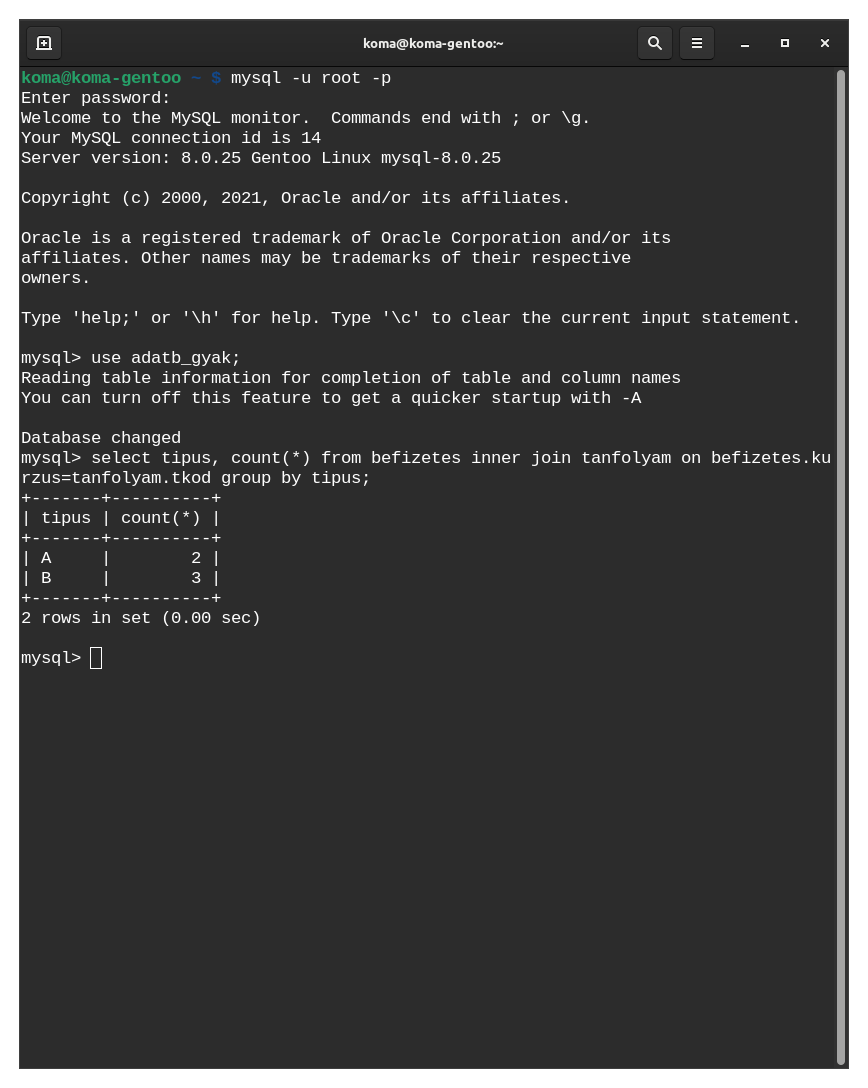 koma@koma-gentoo:~
koma@koma-gentoo ~ $ mysql -u root -p
Enter password:
Welcome to the MySQL monitor.  Commands end with ; or \g.
Your MySQL connection id is 14
Server version: 8.0.25 Gentoo Linux mysql-8.0.25

Copyright (c) 2000, 2021, Oracle and/or its affiliates.

Oracle is a registered trademark of Oracle Corporation and/or its
affiliates. Other names may be trademarks of their respective
owners.

Type 'help;' or '\h' for help. Type '\c' to clear the current input statement.

mysql> use adatb_gyak;
Reading table information for completion of table and column names
You can turn off this feature to get a quicker startup with -A

Database changed
mysql> select tipus, count(*) from befizetes inner join tanfolyam on befizetes.ku
rzus=tanfolyam.tkod group by tipus;
+-------+----------+
| tipus | count(*) |
+-------+----------+
| A     |        2 |
| B     |        3 |
+-------+----------+
2 rows in set (0.00 sec)

mysql>